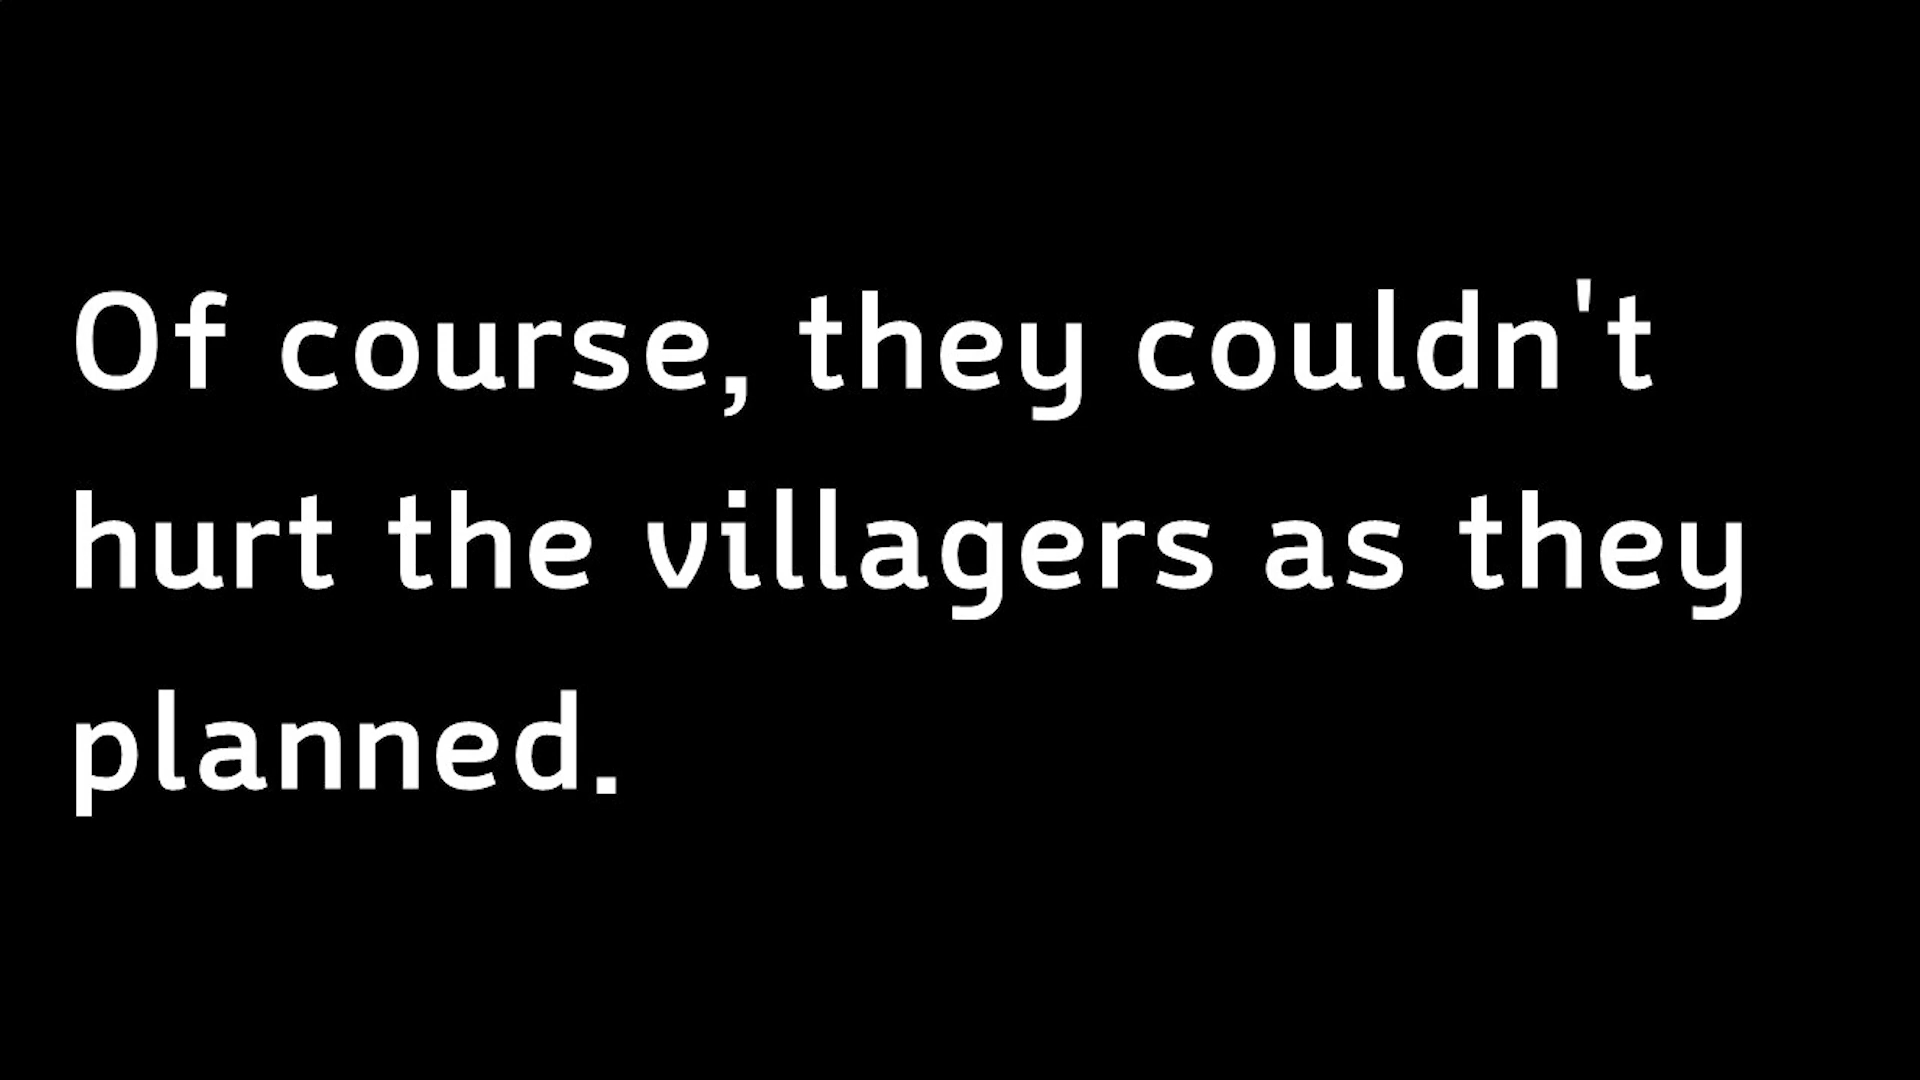 Of course, they couldn't
hurt the villagers as they
planned.